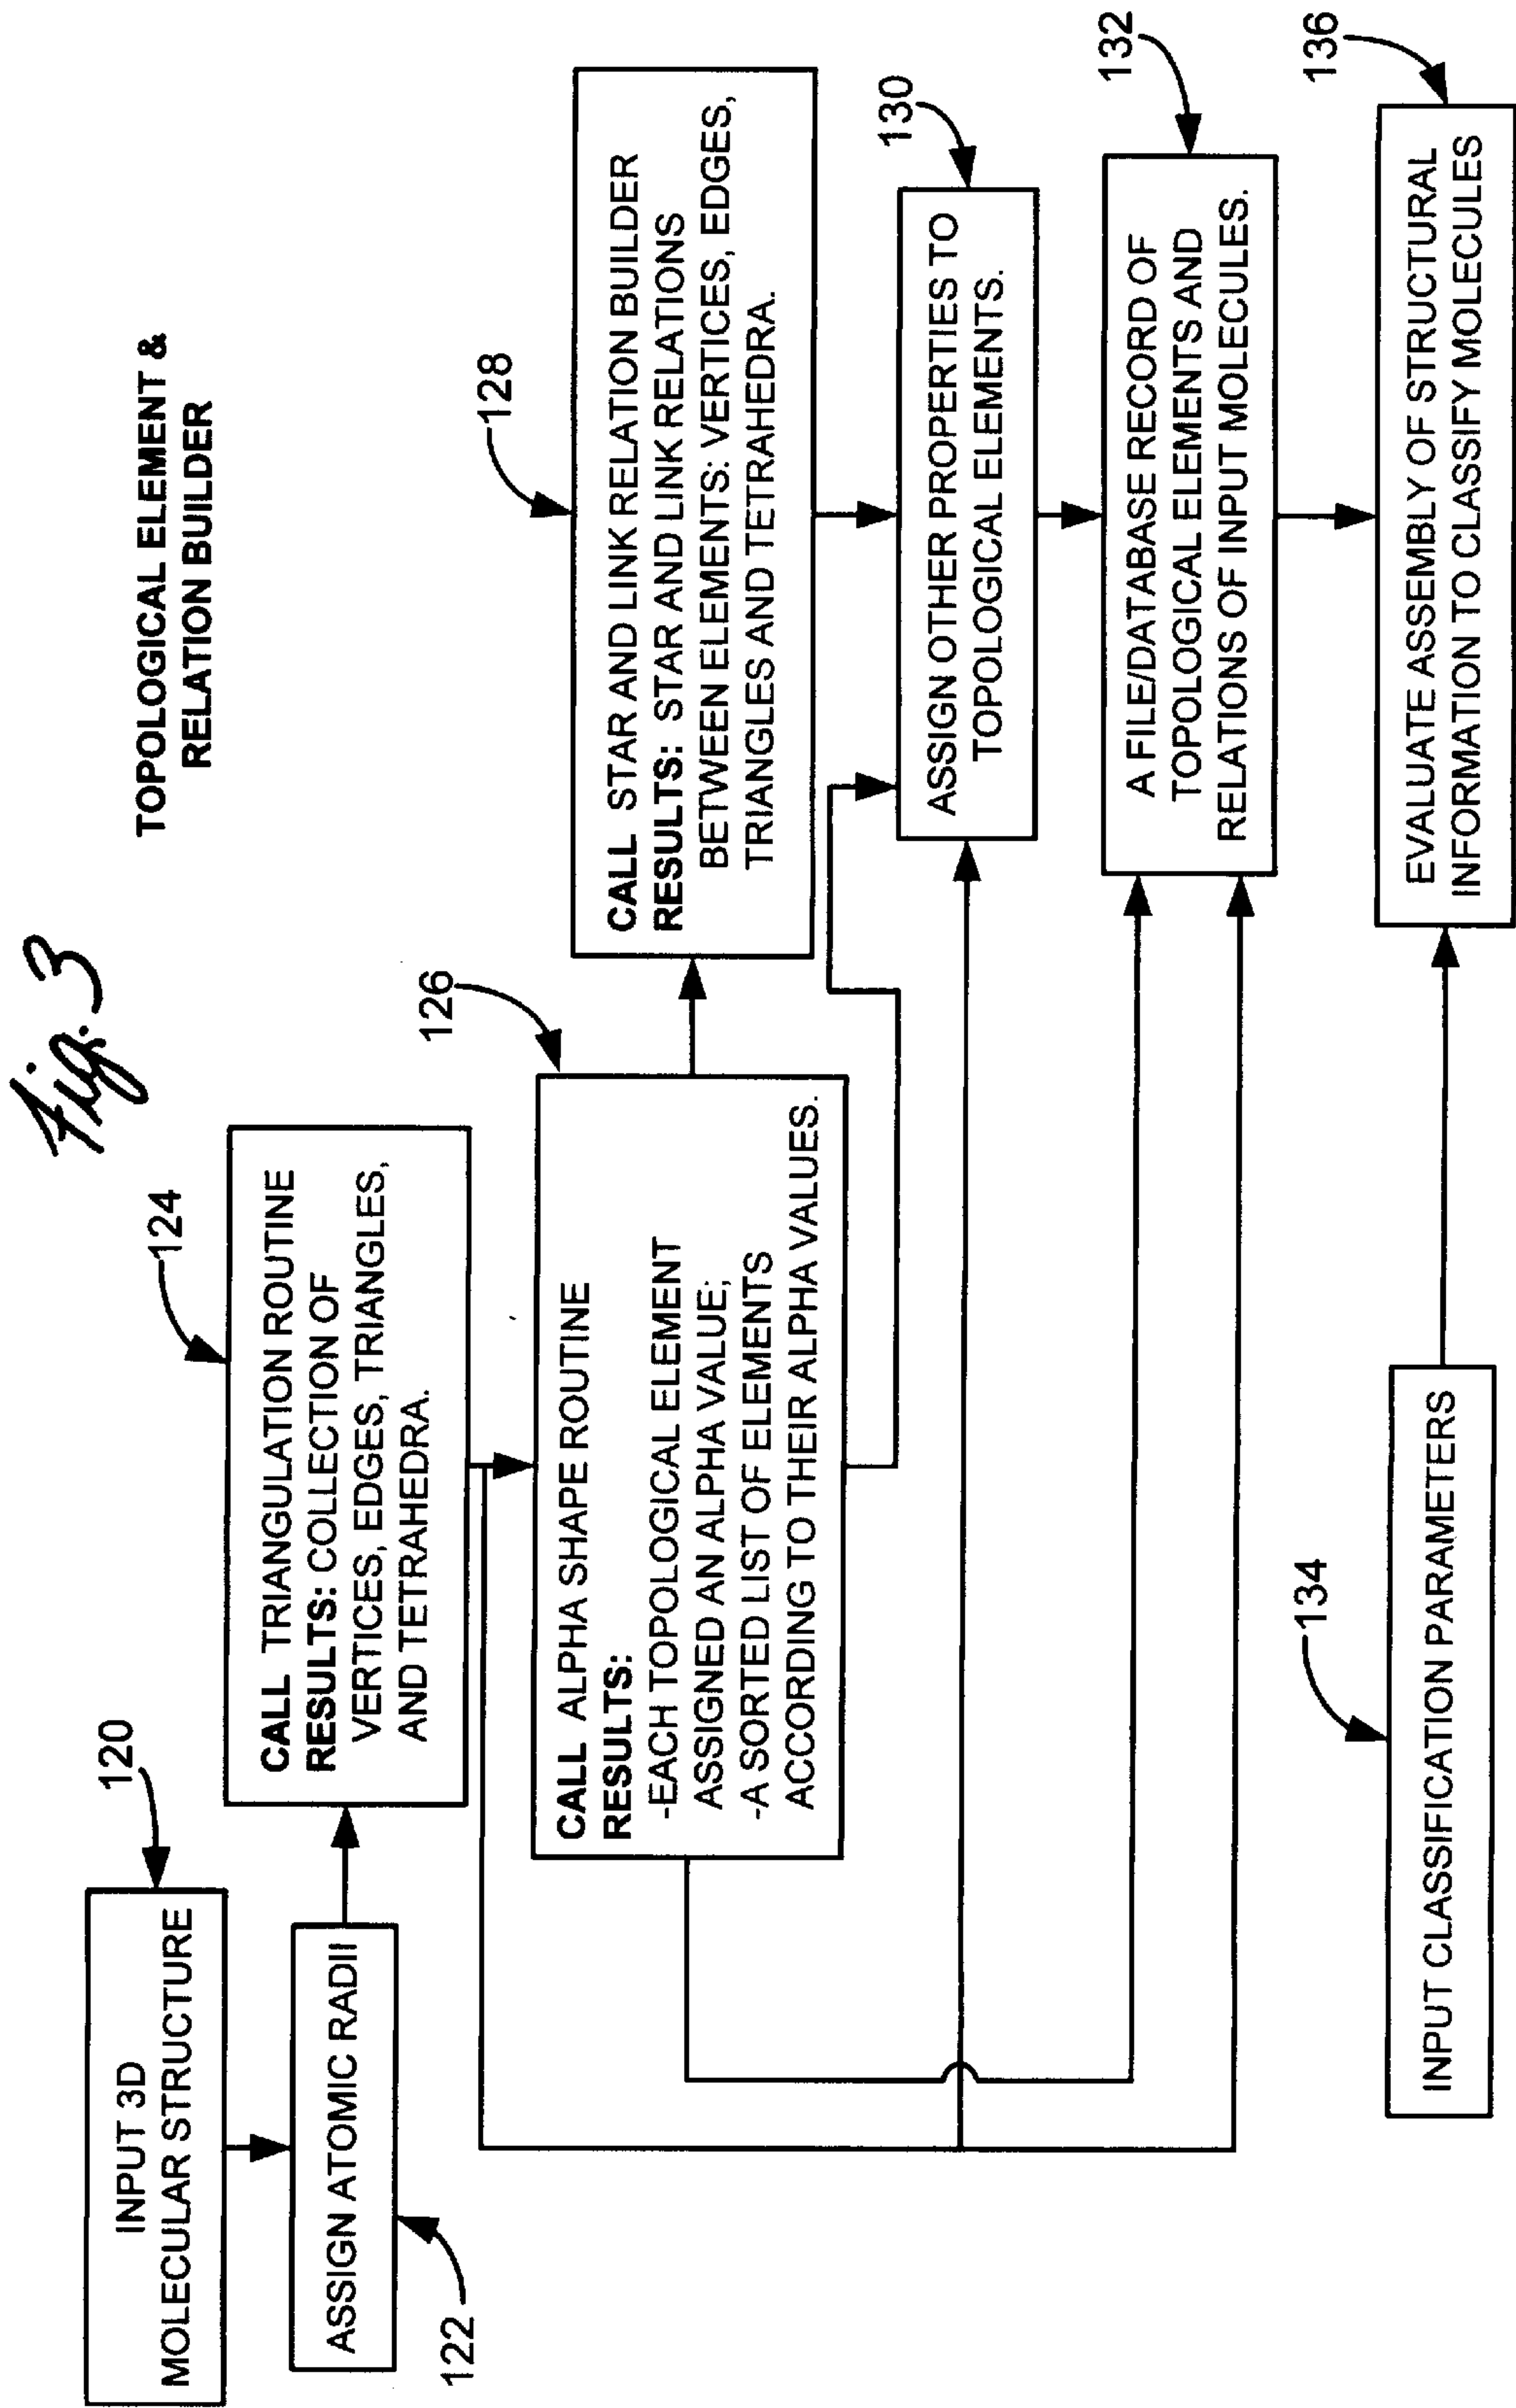 Fig. 3
TOPOLOGICAL ELEMENT &
RELATION BUILDER
120
INPUT 3D
MOLECULAR STRUCTURE
ASSIGN ATOMIC RADII
122
124
CALL TRIANGULATION ROUTINE
RESULTS: COLLECTION OF
VERTICES, EDGES, TRIANGLES,
AND TETRAHEDRA.
126
CALL ALPHA SHAPE ROUTINE
RESULTS:
-EACH TOPOLOGICAL ELEMENT
ASSIGNED AN ALPHA VALUE;
-A SORTED LIST OF ELEMENTS
ACCORDING TO THEIR ALPHA VALUES.
128
CALL STAR AND LINK RELATION BUILDER
RESULTS: STAR AND LINK RELATIONS
BETWEEN ELEMENTS: VERTICES, EDGES,
TRIANGLES AND TETRAHEDRA.
130
ASSIGN OTHER PROPERTIES TO
TOPOLOGICAL ELEMENTS.
132
A FILE/DATABASE RECORD OF
TOPOLOGICAL ELEMENTS AND
RELATIONS OF INPUT MOLECULES.
134
INPUT CLASSIFICATION PARAMETERS
136
EVALUATE ASSEMBLY OF STRUCTURAL
INFORMATION TO CLASSIFY MOLECULES